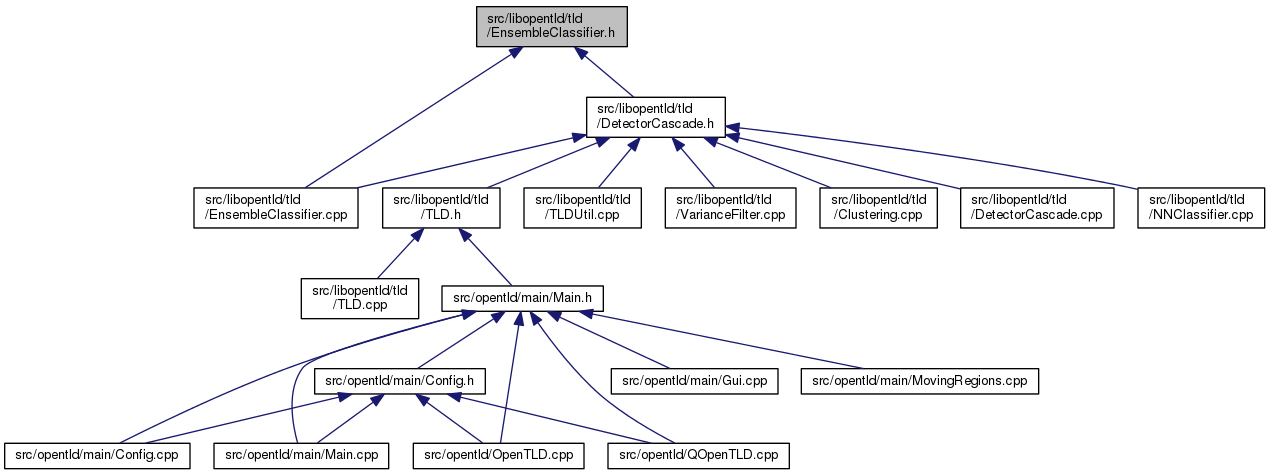 src/libopentld/tld
/EnsembleClassifier.h
src/libopentld/tld
/DetectorCascade.h
src/libopentld/tld
/EnsembleClassifier.cpp
src/libopentld/tld
/TLD.h
src/libopentld/tld
/TLDUtil.cpp
src/libopentld/tld
/VarianceFilter.cpp
src/libopentld/tld
/Clustering.cpp
src/libopentld/tld
/DetectorCascade.cpp
src/libopentld/tld
/NNClassifier.cpp
src/libopentld/tld
/TLD.cpp
src/opentld/main/Main.h
src/opentld/main/Config.h
src/opentld/main/Gui.cpp
src/opentld/main/MovingRegions.cpp
src/opentld/main/Config.cpp
src/opentld/main/Main.cpp
src/opentld/OpenTLD.cpp
src/opentld/QOpenTLD.cpp